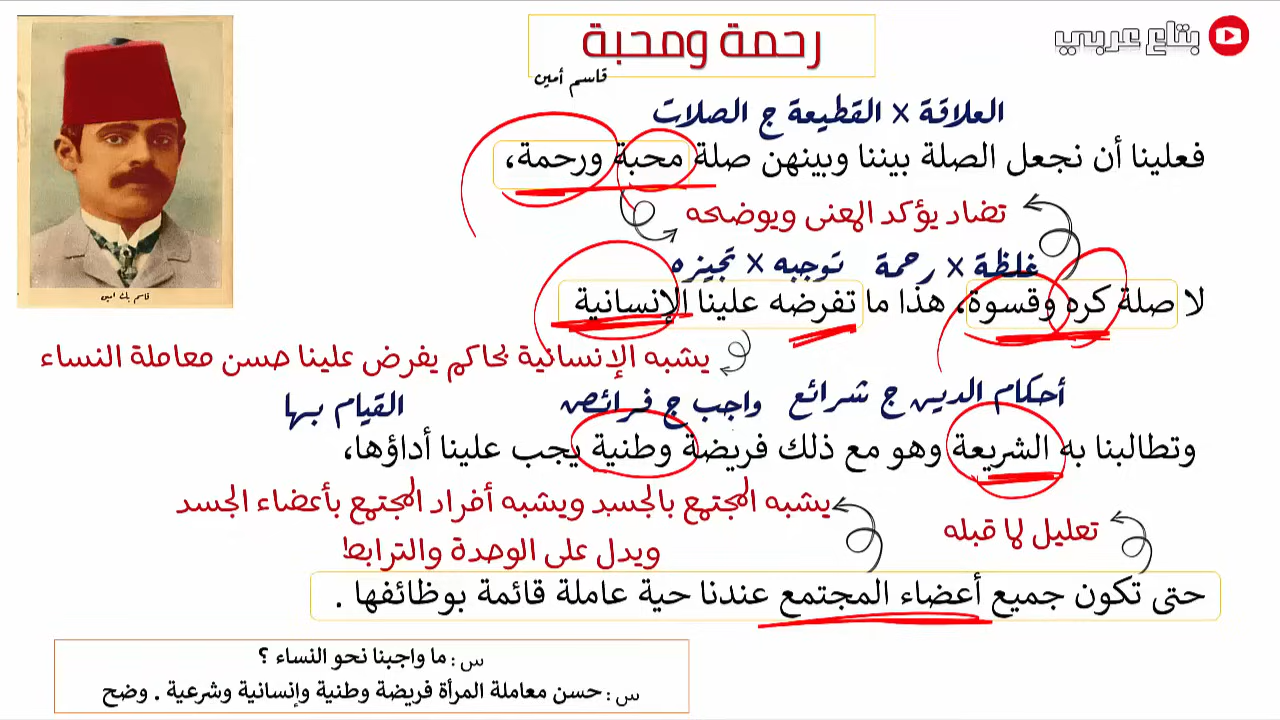 بتاع عربي
رحمة ومحبة
قاسم أمين
العلاقة × القطيعة ج الصلات
فعلينا أن نجعل الصلة بيننا وبينهن صلة محبة ورحمة،
تضاد يؤكد المعنى ويوضحه
غلظة × رحمة توجبه × تجيزه
لا صلة كره وقسوة، هذا ما تفرضه علينا الإنسانية
قاسم بك امين
يشبه الإنسانية بحاكم يفرض علينا حسن معاملة النساء
أحكام الدين ج شرائع واجب ج فرائض القيام بها
وتطالبنا به الشريعة وهو مع ذلك فريضة وطنية يجب علينا أداؤها،
يشبه المجتمع بالجسد ويشبه أفراد المجتمع بأعضاء الجسد
تعليل لما قبله
ويدل على الوحدة والترابط
حتى تكون جميع أعضاء المجتمع عندنا حية عاملة قائمة بوظائفها .
س : ما واجبنا نحو النساء ؟
س : حسن معاملة المرأة فريضة وطنية وإنسانية وشرعية . وضح